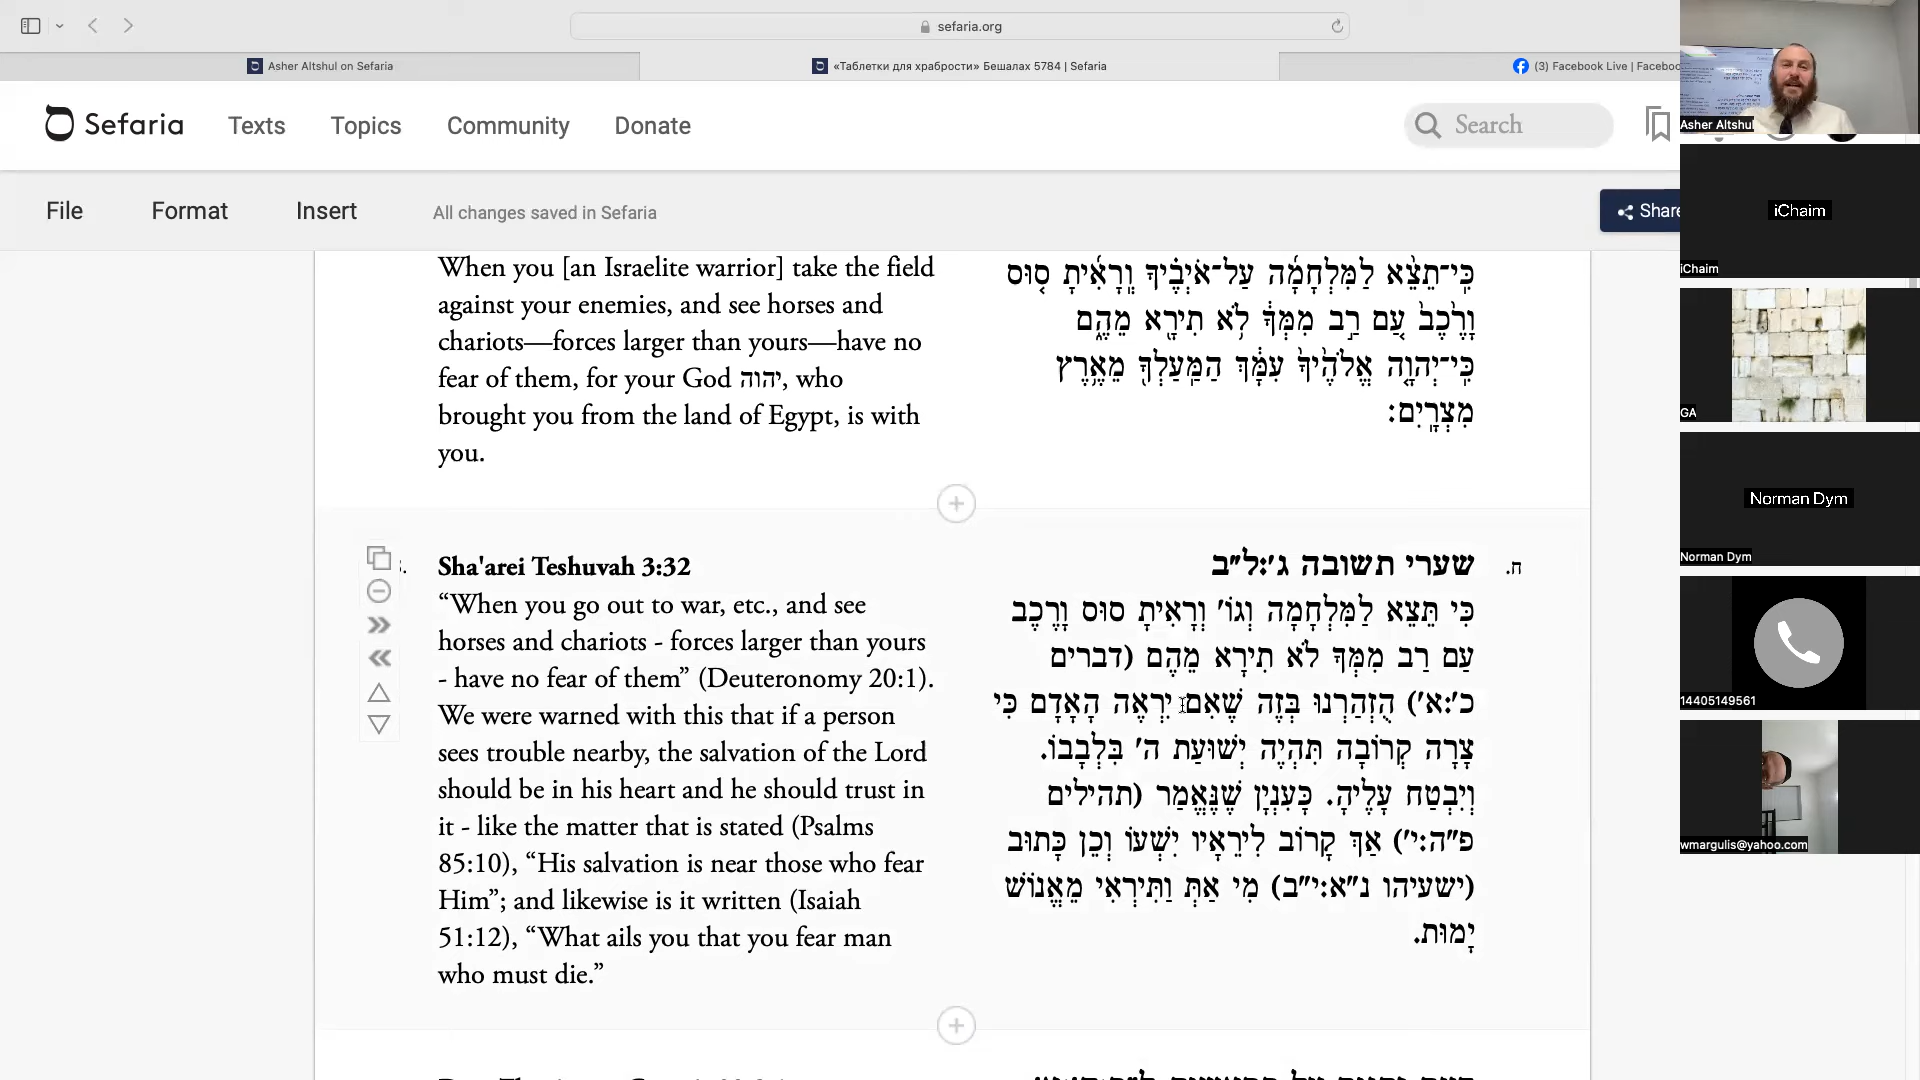 sefaria.org
Asher Altshul on Sefaria
«Таблетки для храбрости» Бешалах 5784 | Sefaria
(3) Facebook Live | Faceboo
Sefaria
Texts
Topics
Community
Donate
Search
File
Format
Insert
All changes saved in Sefaria
Share
When you [an Israelite warrior] take the field
against your enemies, and see horses and
chariots—forces larger than yours—have no
fear of them, for your God יהוה, who
brought you from the land of Egypt, is with
you.
כִּֽי־תֵצֵ֨א לַמִּלְחָמָ֜ה עַל־אֹיְבֶ֗יךָ וְֽרָאִ֜יתָ ס֤וּס
וָרֶ֙כֶב֙ עַ֚ם רַ֣ב מִמְּךָ֔ לֹ֥א תִירָ֖א מֵהֶ֑ם
כִּֽי־יְהוָ֤ה אֱלֹהֶ֙יךָ֙ עִמָּ֔ךְ הַמַּֽעַלְךָ֖ מֵאֶ֥רֶץ
מִצְרָֽיִם׃
Sha'arei Teshuvah 3:32
“When you go out to war, etc., and see
horses and chariots - forces larger than yours
- have no fear of them” (Deuteronomy 20:1).
We were warned with this that if a person
sees trouble nearby, the salvation of the Lord
should be in his heart and he should trust in
it - like the matter that is stated (Psalms
85:10), “His salvation is near those who fear
Him”; and likewise is it written (Isaiah
51:12), “What ails you that you fear man
who must die.”
ח.
שערי תשובה ג׳:ל״ב
כִּי תֵּצֵא לַמִּלְחָמָה וְגוֹ' וְרָאִיתָ סוּס וָרֶכֶב
עַם רַב מִמְּךָ לֹא תִירָא מֵהֶם (דברים
כ׳:א׳) הֻזְהַרְנוּ בְּזֶה שֶׁאִם יִרְאֶה הָאָדָם כִּי
צָרָה קְרוֹבָה תִּהְיֶה יְשׁוּעַת ה' בִּלְבָבוֹ.
וְיִבְטַח עָלֶיהָ. כָּעִנְיָן שֶׁנֶּאֱמַר (תהילים
פ״ה:י׳) אַךְ קָרוֹב לִירֵאָיו יִשְׁעוֹ וְכֵן כָּתוּב
(ישעיהו נ״א:י״ב) מִי אַתְּ וַתִּירְאִי מֵאֱנוֹשׁ
יָמוּת.
Asher Altshul
iChaim
iChaim
GA
Norman Dym
Norman Dym
14405149561
wmargulis@yahoo.com